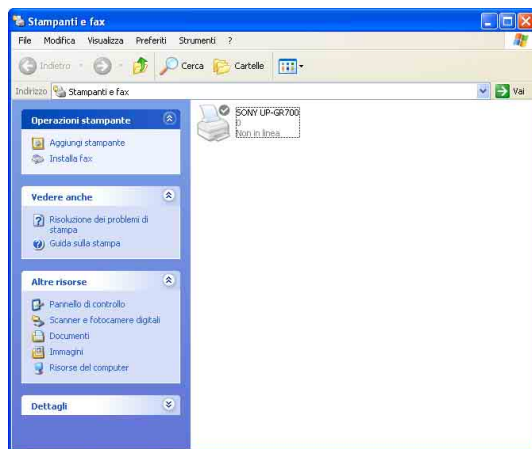 Stampanti e fax
File Modifica Visualizza Preferiti Strumenti ?
Indietro Cerca Cartelle
Indirizzo Stampanti e fax Vai
Operazioni stampante
Aggiungi stampante
Installa fax
Vedere anche
Risoluzione dei problemi di
stampa
Guida sulla stampa
Altre risorse
Pannello di controllo
Scanner e fotocamere digitali
Documenti
Immagini
Risorse del computer
Dettagli
SONY UP-GR700
0
Non in linea